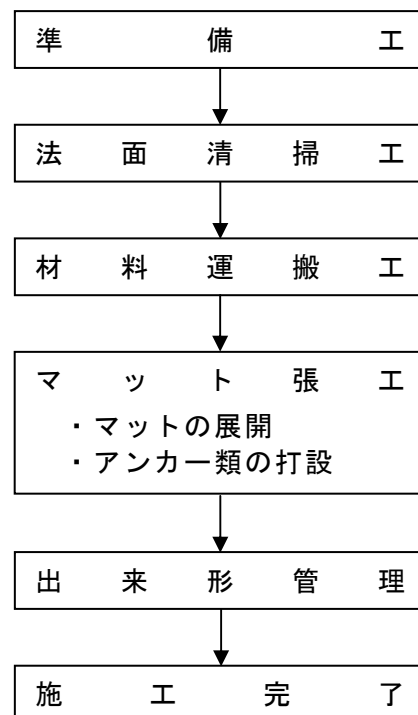 準備工
法面清掃工
材料運搬工
マット張工
・マットの展開
・アンカー類の打設
出来形管理
施工完了